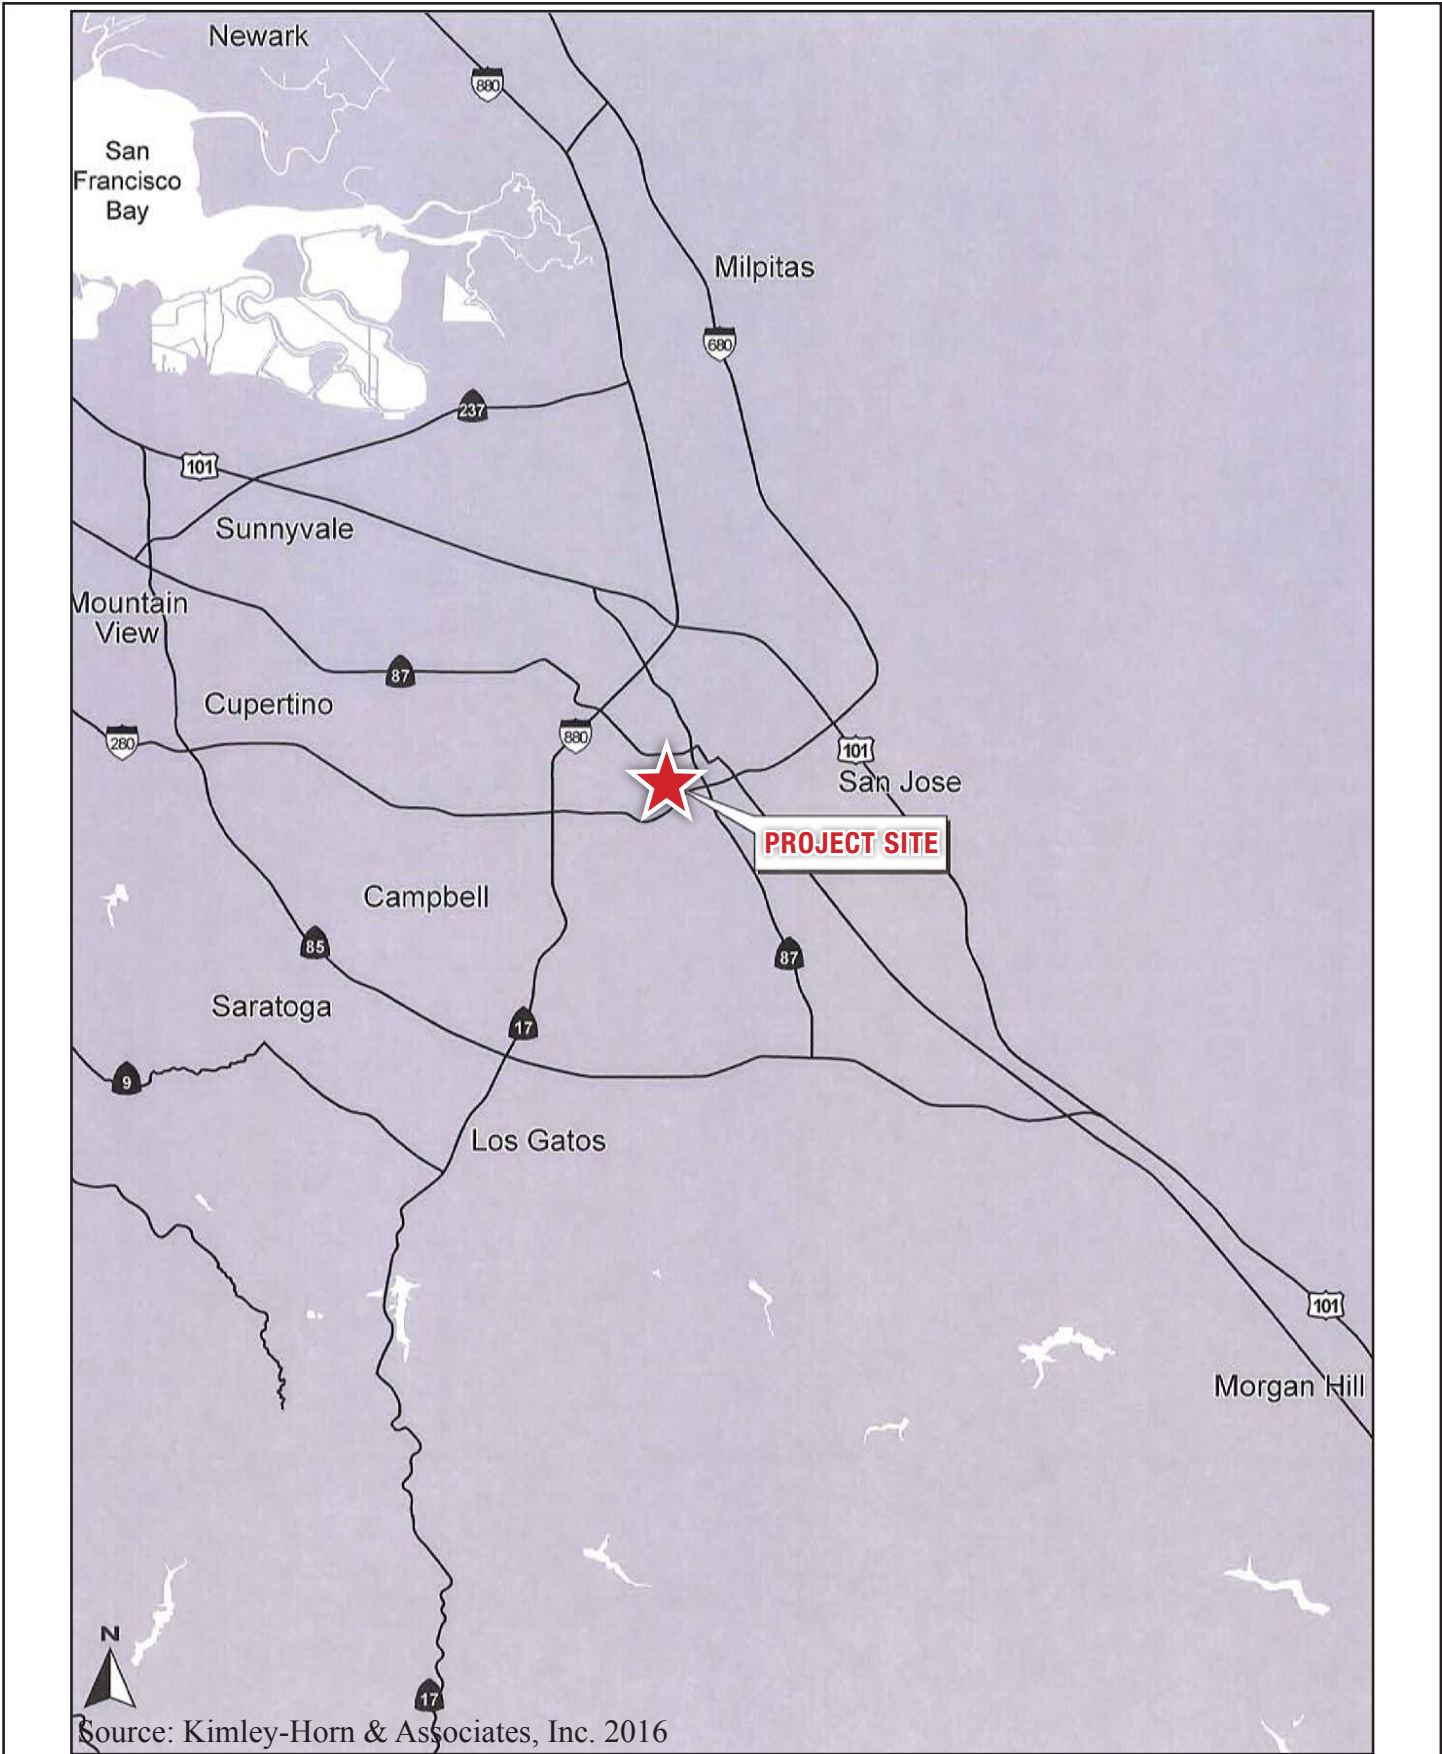 Newark
880
San
Francisco
Bay
Milpitas
680
237
101
Sunnyvale
Mountain
View
87
Cupertino
280
880
101
San Jose
PROJECT SITE
Campbell
85
87
Saratoga
17
9
Los Gatos
101
Morgan Hill
N
17
Source: Kimley-Horn & Associates, Inc. 2016